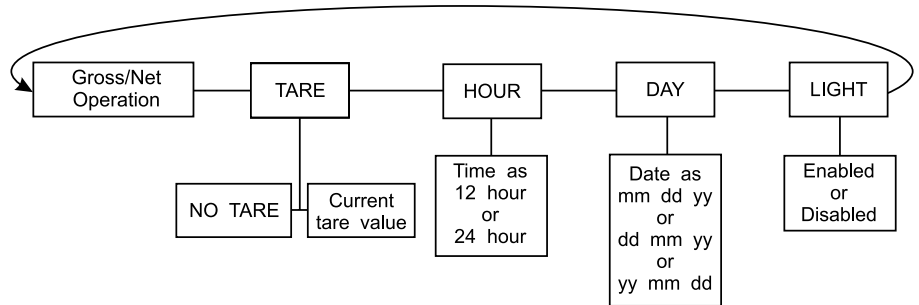 Gross/Net
Operation
TARE
HOUR
DAY
LIGHT
NO TARE
Current
tare value
Time as
12 hour
or
24 hour
Date as
mm dd yy
or
dd mm yy
or
yy mm dd
Enabled
or
Disabled